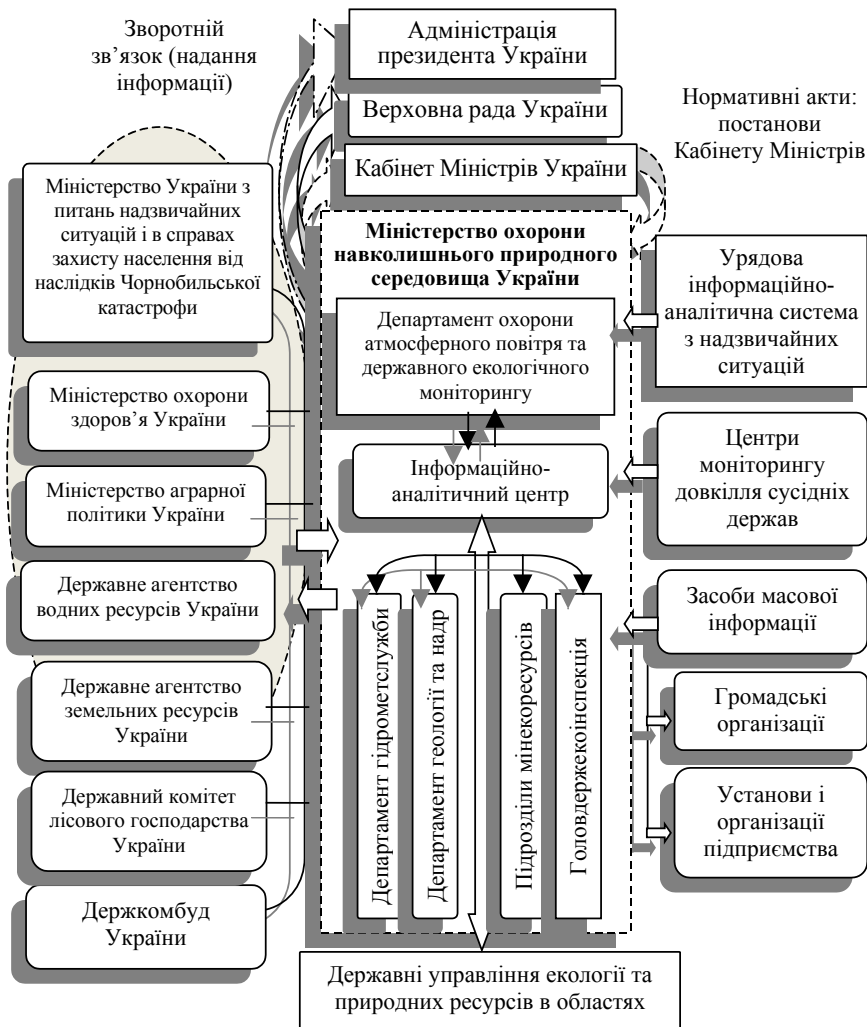 Зворотній
зв’язок (надання
інформації)
Адміністрація
президента України
Верховна рада України
Кабінет Міністрів України
Нормативні акти:
постанови
Кабінету Міністрів
Міністерство України з
питань надзвичайних
ситуацій і в справах
захисту населення від
наслідків Чорнобильської
катастрофи
Міністерство охорони
здоров’я України
Міністерство аграрної
політики України
Державне агентство
водних ресурсів України
Державне агентство
земельних ресурсів
України
Державний комітет
лісового господарства
України
Держкомбуд
України
Міністерство охорони
навколишнього природного
середовища України
Департамент охорони
атмосферного повітря та
державного екологічного
моніторингу
Інформаційно-
аналітичний центр
Департамент гідрометслужби
Департамент геології та надр
Підрозділи мінекоресурсів
Головдержекоінспекція
Державні управління екології та
природних ресурсів в областях
Урядова
інформаційно-
аналітична система
з надзвичайних
ситуацій
Центри
моніторингу
довкілля сусідніх
держав
Засоби масової
інформації
Громадські
організації
Установи і
організації
підприємства